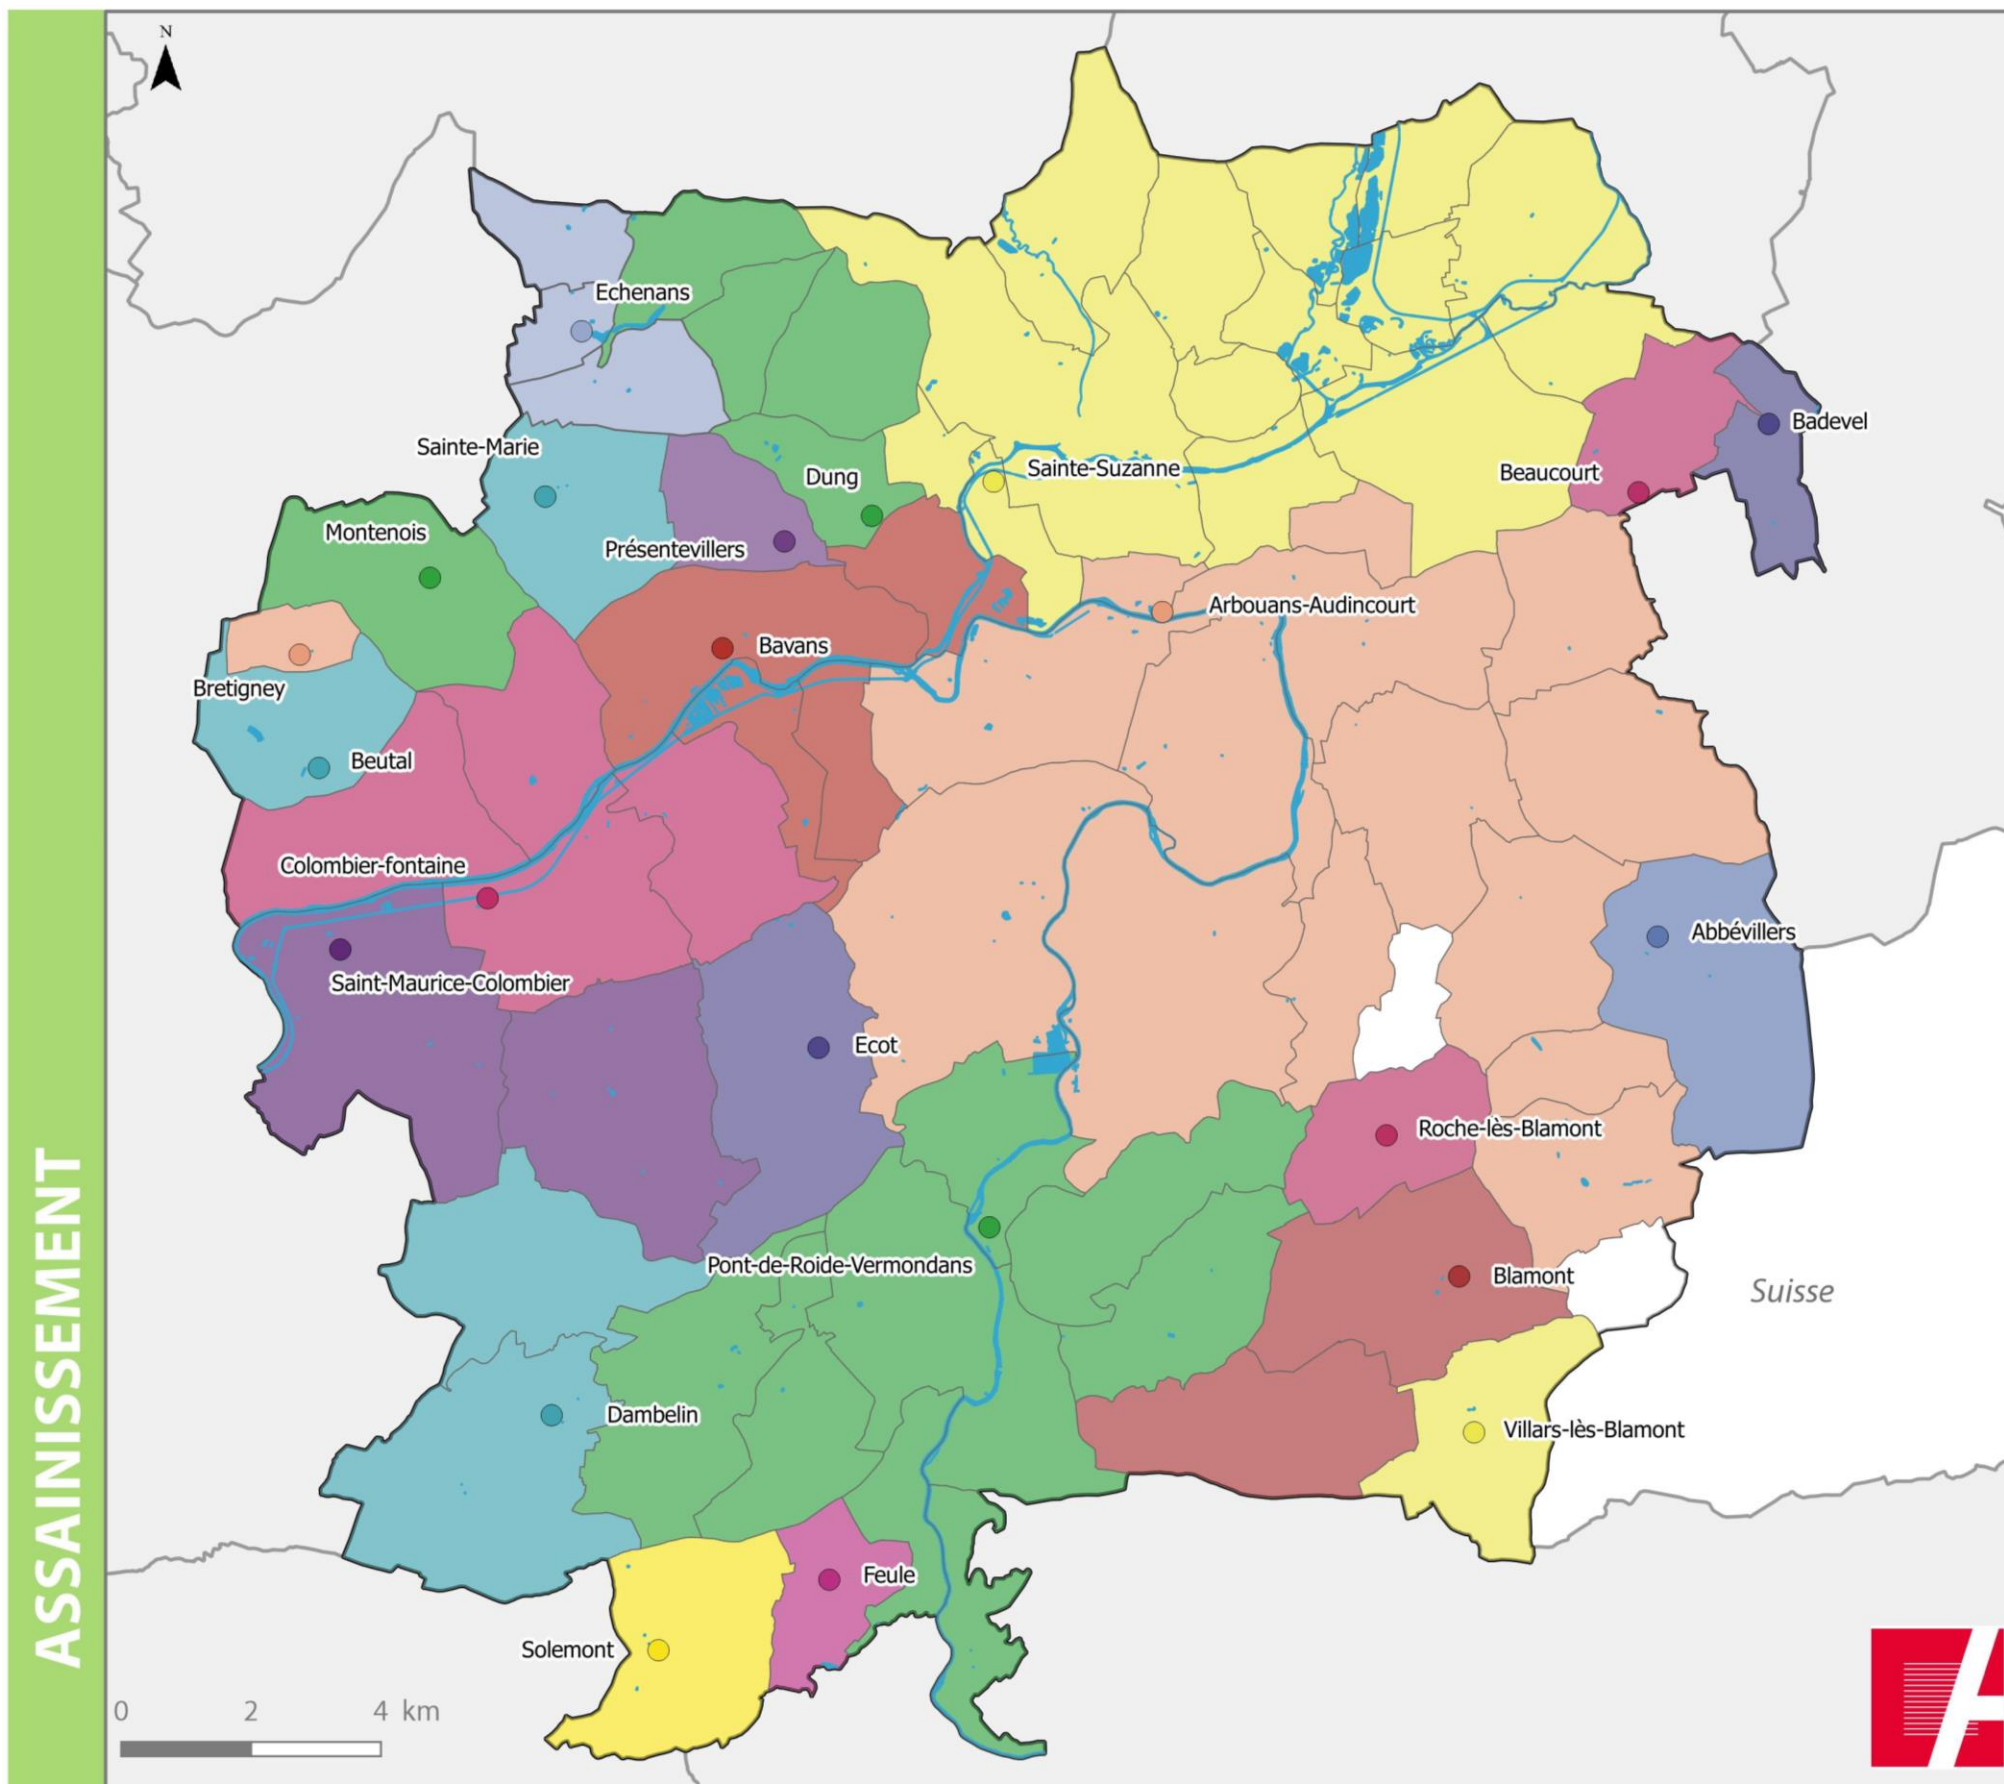 ASSAINISSEMENT
N
Echenans
Badevel
Sainte-Marie
Sainte-Suzanne
Beaucourt
Dung
Montenois
Présentevillers
Arbouans-Audincourt
Bavans
Bretigney
Beutal
Colombier-fontaine
Abbévillers
Saint-Maurice-Colombier
Ecot
Roche-lès-Blamont
Pont-de-Roide-Vermondans
Blamont
Suisse
Dambelin
Villars-lès-Blamont
Feule
Solemont
0 2 4 km